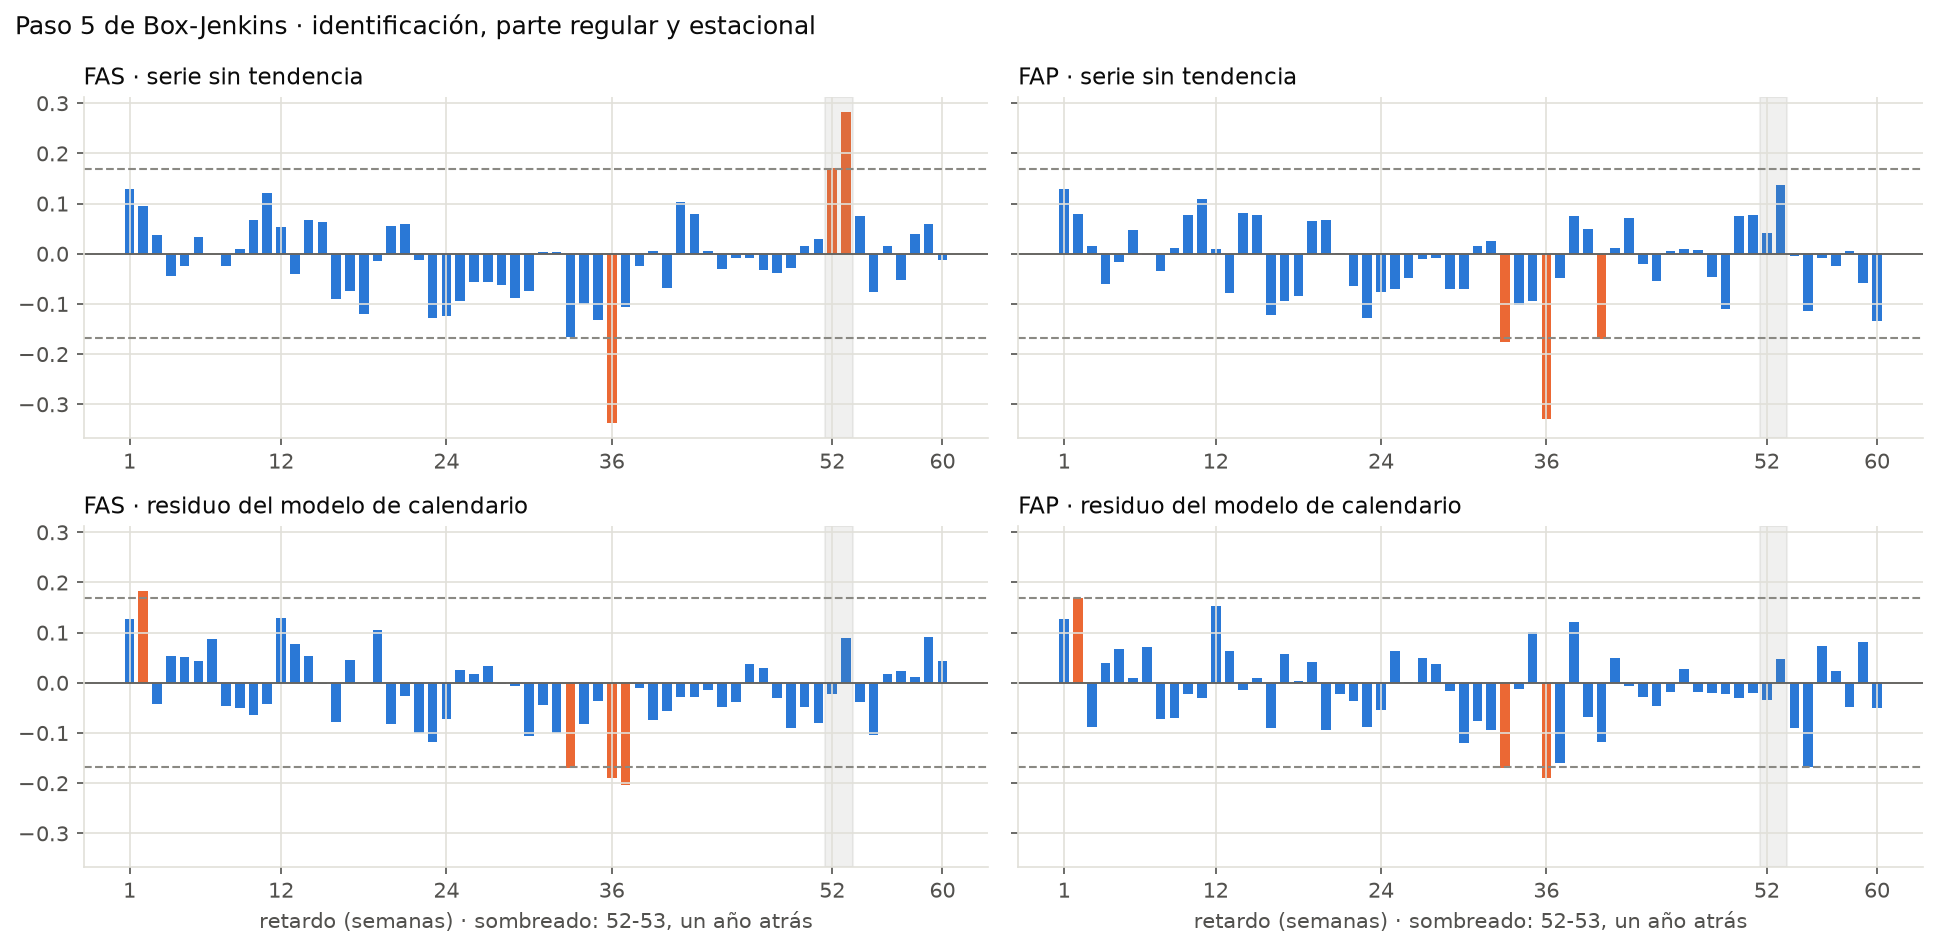 Paso 5 de Box-Jenkins · identificación, parte regular y estacional
FAS · serie sin tendencia
0.3
0.2
0.1
0.0
−0.1
−0.2
−0.3
1 12 24 36 52 60
FAP · serie sin tendencia
1 12 24 36 52 60
FAS · residuo del modelo de calendario
0.3
0.2
0.1
0.0
−0.1
−0.2
−0.3
1 12 24 36 52 60
retardo (semanas) · sombreado: 52-53, un año atrás
FAP · residuo del modelo de calendario
1 12 24 36 52 60
retardo (semanas) · sombreado: 52-53, un año atrás